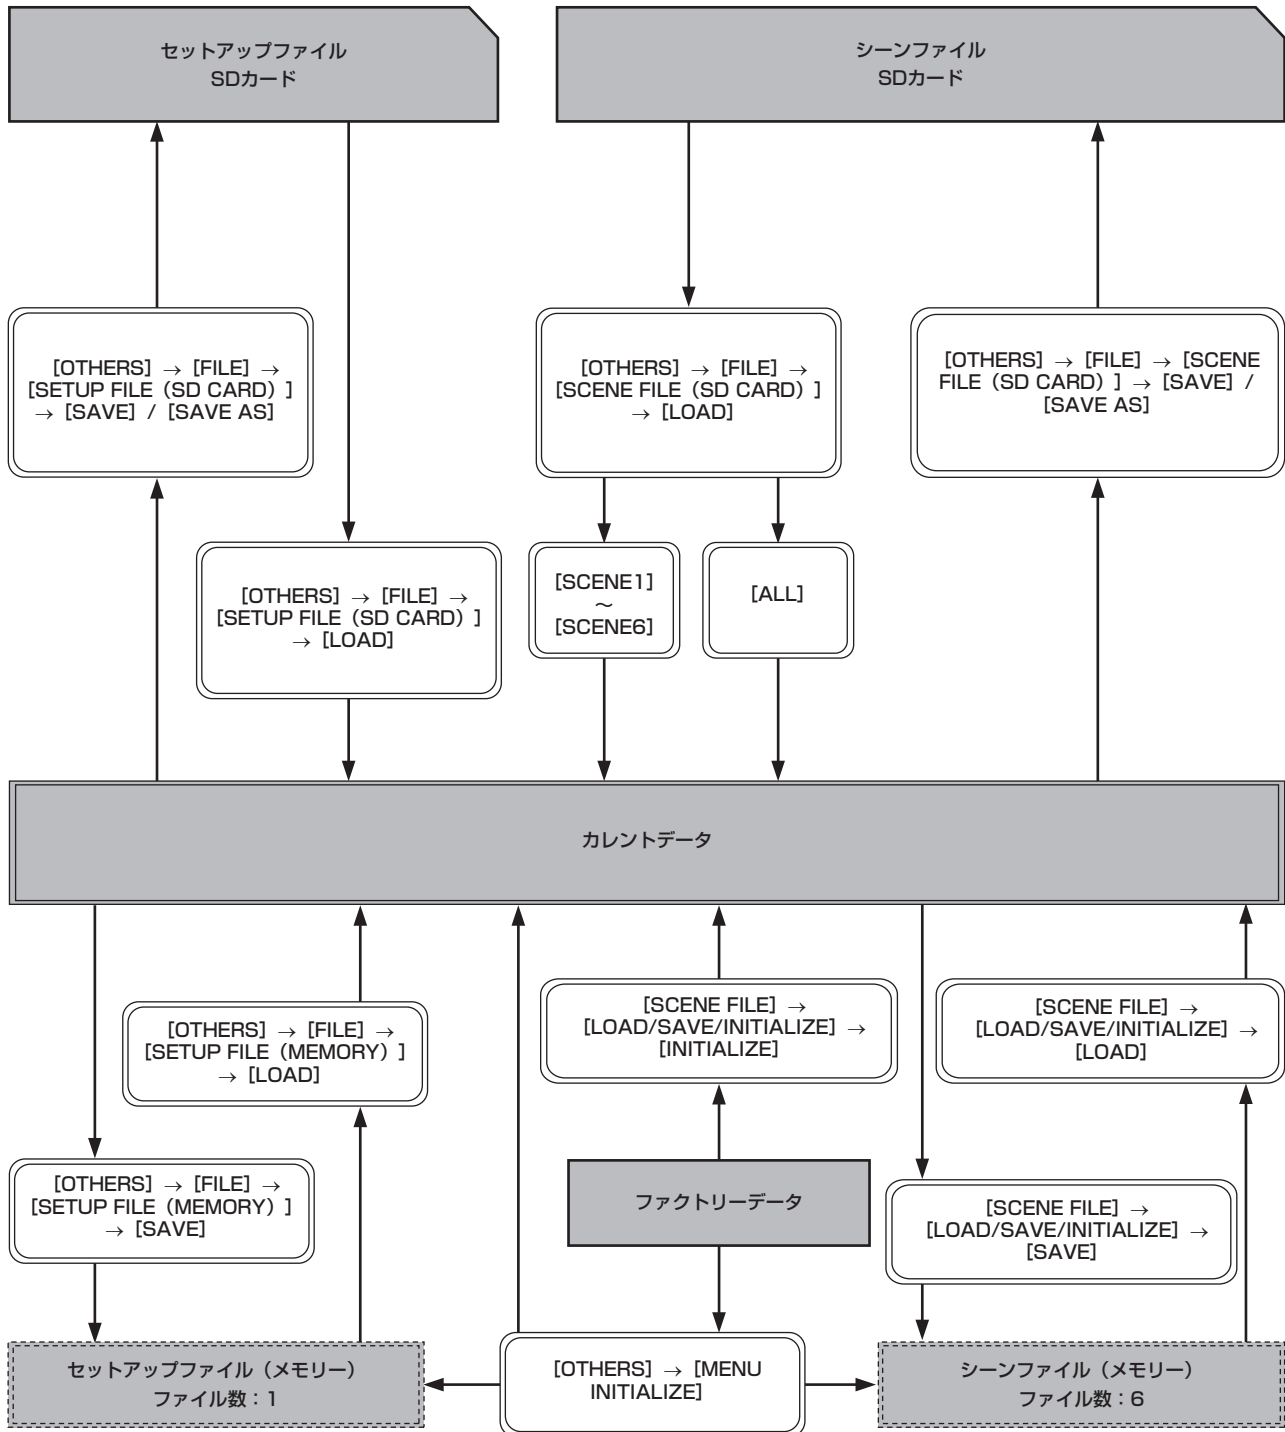 セットアップファイル
SDカード
シーンファイル
SDカード
[OTHERS] → [FILE] →
[SETUP FILE（SD CARD）]
→ [SAVE] / [SAVE AS]
[OTHERS] → [FILE] →
[SCENE FILE（SD CARD）]
→ [LOAD]
[OTHERS] → [FILE] → [SCENE
FILE（SD CARD）] → [SAVE] /
[SAVE AS]
[OTHERS] → [FILE] →
[SETUP FILE（SD CARD）]
→ [LOAD]
[SCENE1]
～
[SCENE6]
[ALL]
カレントデータ
[OTHERS] → [FILE] →
[SETUP FILE（MEMORY）]
→ [LOAD]
[SCENE FILE] →
[LOAD/SAVE/INITIALIZE] →
[INITIALIZE]
[SCENE FILE] →
[LOAD/SAVE/INITIALIZE] →
[LOAD]
[OTHERS] → [FILE] →
[SETUP FILE（MEMORY）]
→ [SAVE]
ファクトリーデータ
[SCENE FILE] →
[LOAD/SAVE/INITIALIZE] →
[SAVE]
セットアップファイル（メモリー）
ファイル数：1
[OTHERS] → [MENU
INITIALIZE]
シーンファイル（メモリー）
ファイル数：6